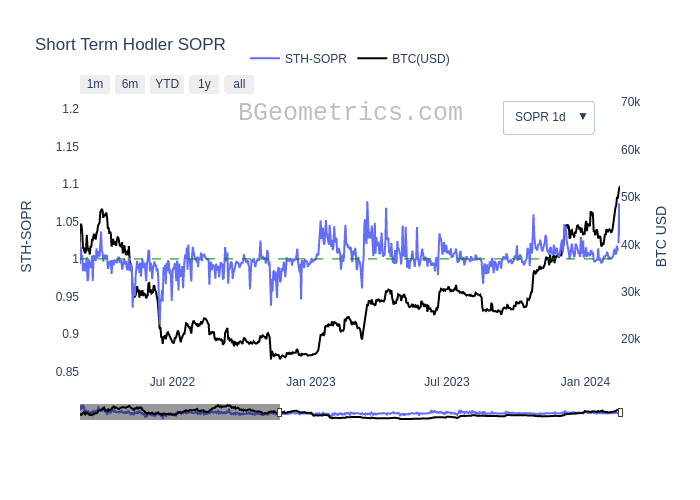 Short Term Hodler SOPR
STH-SOPR
BTC(USD)
1m
6m
YTD
1y
all
BGeometrics.com
SOPR 1d
1.2
1.15
1.1
1.05
1
0.95
0.9
0.85
STH-SOPR
70k
60k
50k
40k
30k
20k
BTC USD
Jul 2022
Jan 2023
Jul 2023
Jan 2024